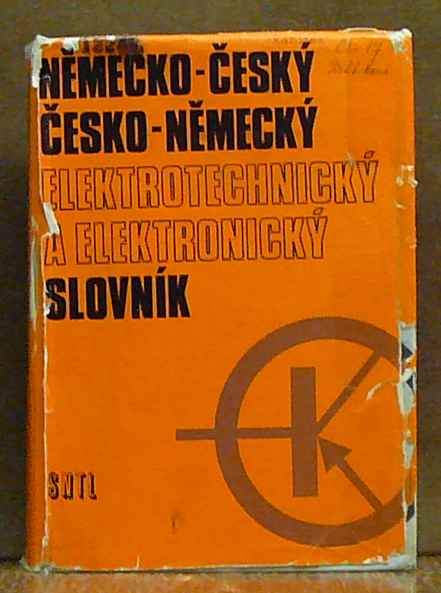 NĚMECKO-ČESKÝ
ČESKO-NĚMECKÝ
ELEKTROTECHNICKÝ
A ELEKTRONICKÝ
SLOVNÍK
SNTL